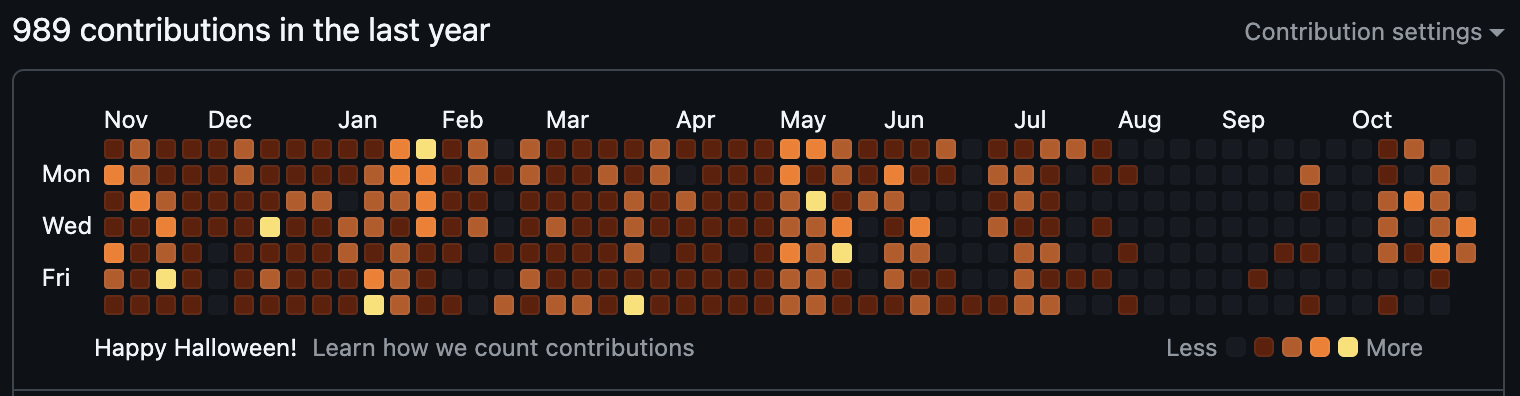 989 contributions in the last year
Contribution settings
Nov Dec Jan Feb Mar Apr May Jun Jul Aug Sep Oct
Mon
Wed
Fri
Happy Halloween! Learn how we count contributions
Less More